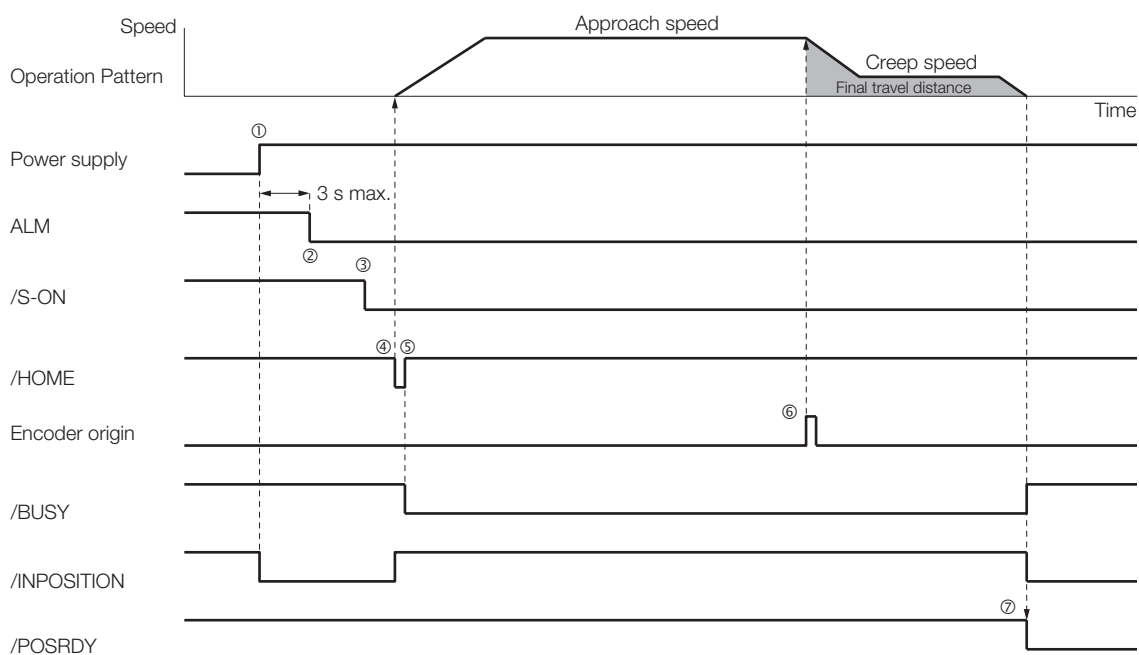 Speed
Approach speed
Creep speed
Operation Pattern
Final travel distance
Time
①
Power supply
3 s max.
ALM
②
③
/S-ON
④ ⑤
/HOME
⑥
Encoder origin
/BUSY
/INPOSITION
⑦
/POSRDY